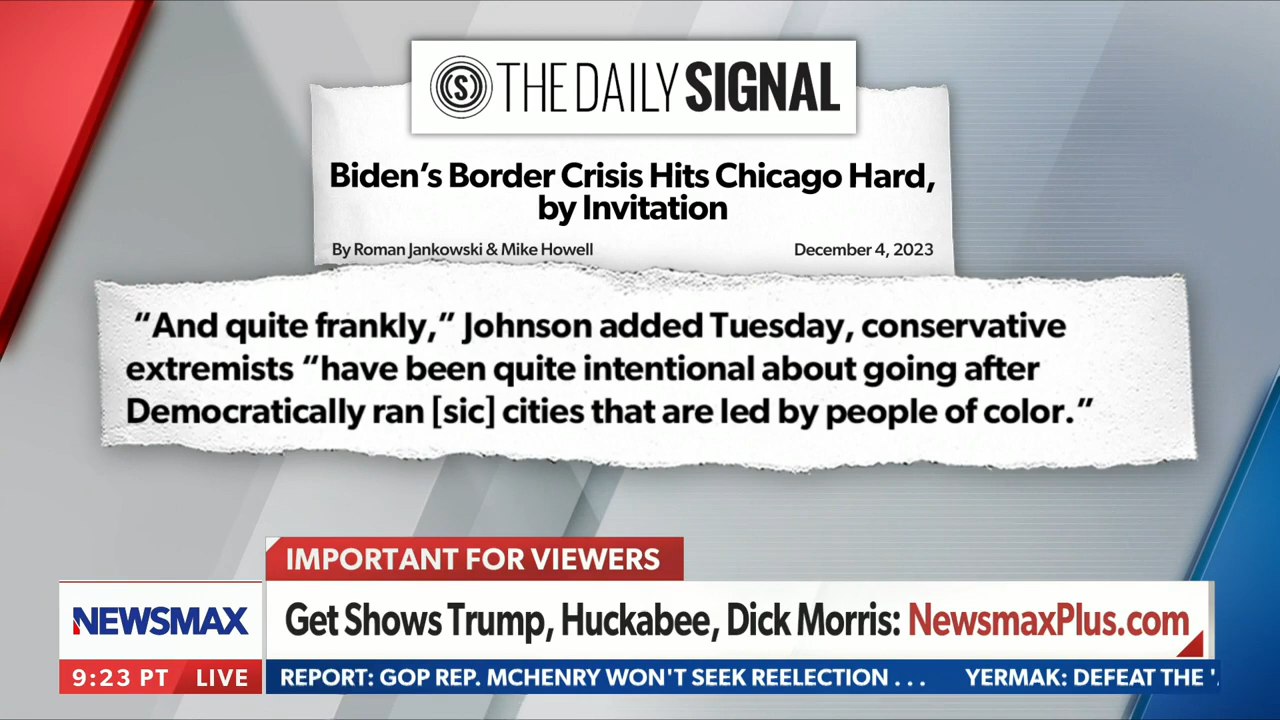 THE DAILY SIGNAL
Biden's Border Crisis Hits Chicago Hard,
by Invitation
By Roman Jankowski & Mike Howell
December 4, 2023
“And quite frankly,” Johnson added Tuesday, conservative
extremists “have been quite intentional about going after
Democratically ran [sic] cities that are led by people of color.”
IMPORTANT FOR VIEWERS
NEWSMAX
Get Shows Trump, Huckabee, Dick Morris: NewsmaxPlus.com
9:23 PT LIVE
REPORT: GOP REP. MCHENRY WON'T SEEK REELECTION . . . YERMAK: DEFEAT THE '